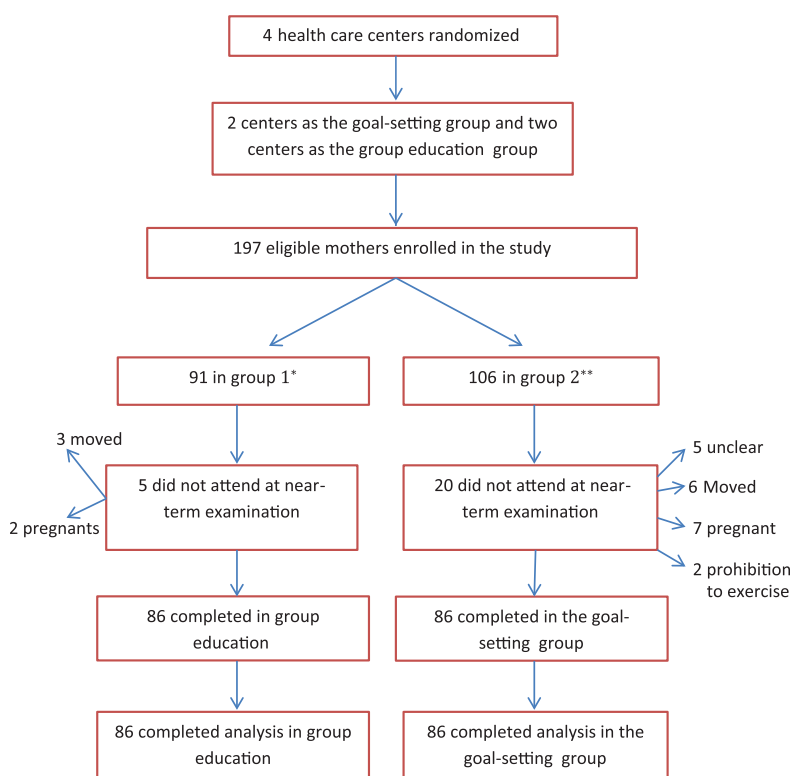 4 health care centers randomized
2 centers as the goal-setting group and two
centers as the group education group
197 eligible mothers enrolled in the study
91 in group 1*
106 in group 2**
3 moved
2 pregnants
5 did not attend at near-
term examination
20 did not attend at near-
term examination
5 unclear
6 Moved
7 pregnant
2 prohibition
to exercise
86 completed in group
education
86 completed in the goal-
setting group
86 completed analysis in group
education
86 completed analysis in the
goal-setting group